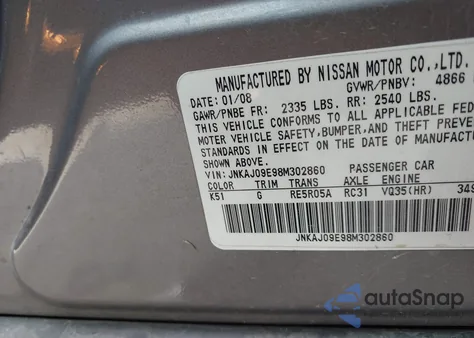 MANUFACTURED BY NISSAN MOTOR CO.,LTD.
DATE: 01/08 GVWR/PNBV: 4866
GAWR/PNBE FR: 2335 LBS. RR: 2540 LBS.
THIS VEHICLE CONFORMS TO ALL APPLICABLE FED
MOTOR VEHICLE SAFETY,BUMPER,AND THEFT PREVE
STANDARDS IN EFFECT ON THE DATE OF MANUFACTU
SHOWN ABOVE.
VIN: JNKAJ09E98M302860 PASSENGER CAR
COLOR TRIM TRANS AXLE ENGINE
K51 G RE5R05A RC31 VQ35(HR) 349
JNKAJ09E98M302860
autoSnap